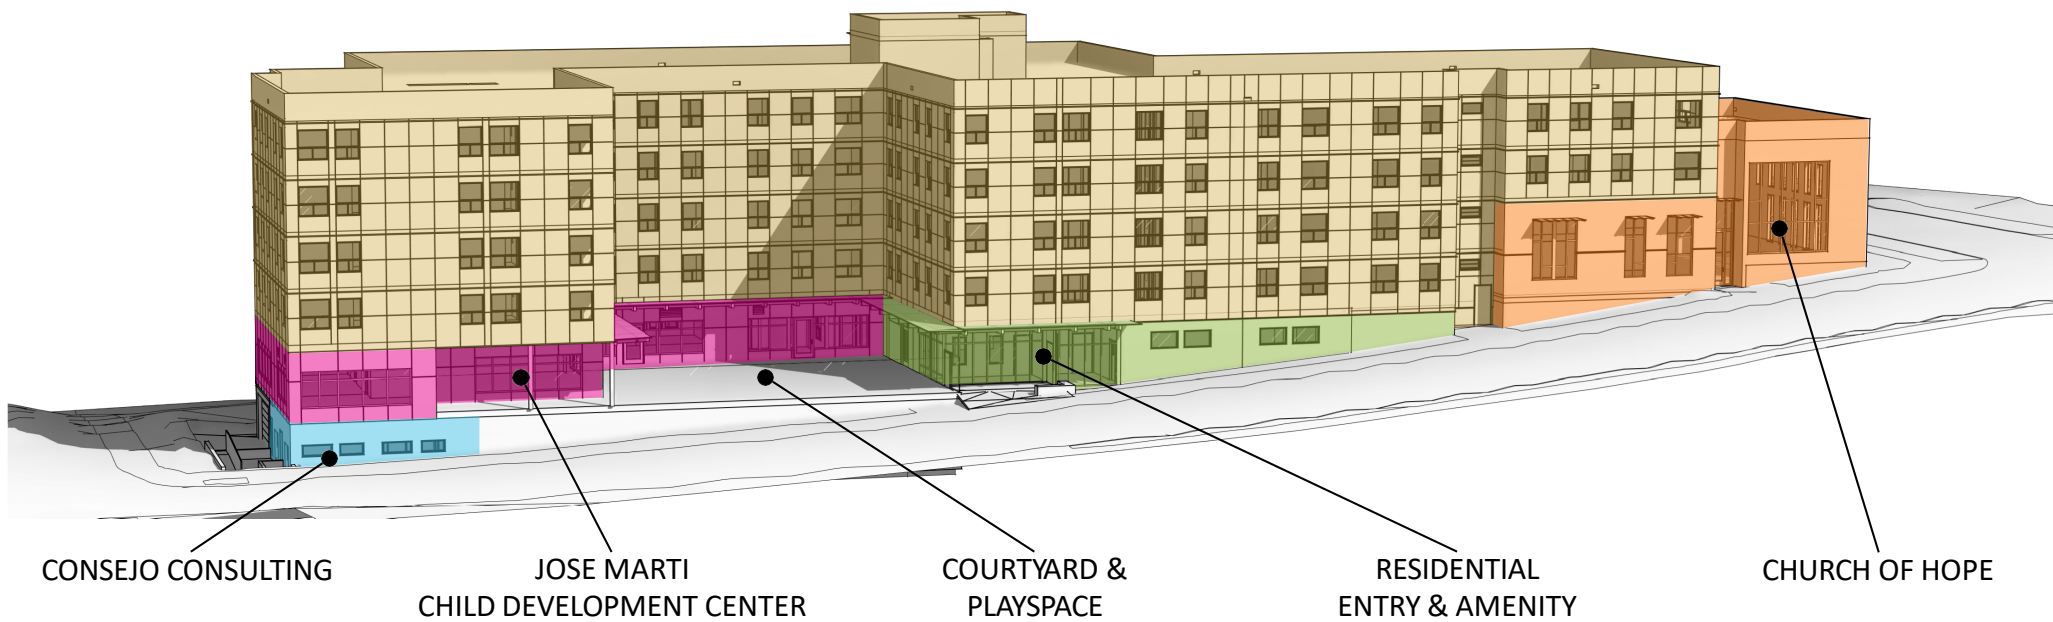 CONSEJO CONSULTING
JOSE MARTI
CHILD DEVELOPMENT CENTER
COURTYARD &
PLAYSPACE
RESIDENTIAL
ENTRY & AMENITY
CHURCH OF HOPE